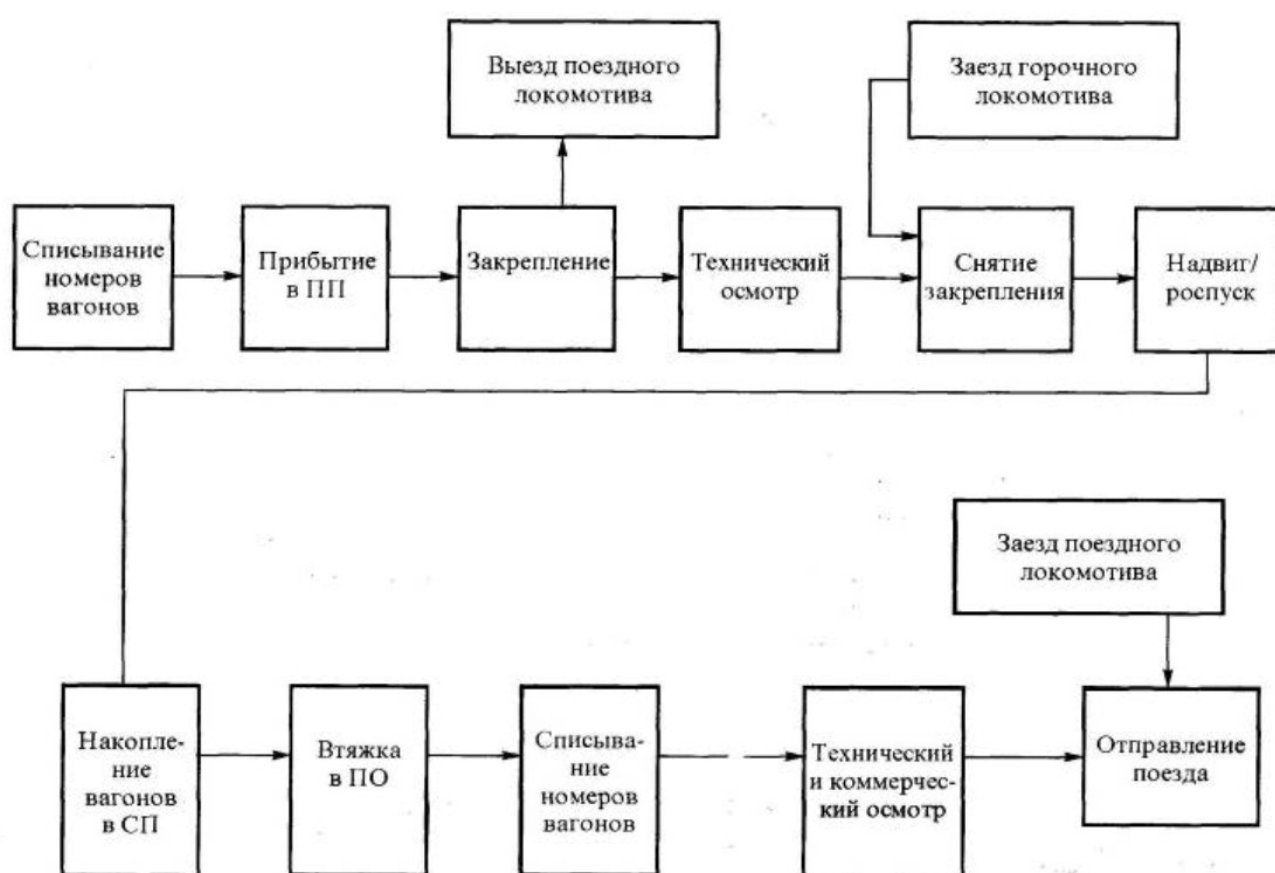 Выезд поездного
локомотива
Заезд горочного
локомотива
Списывание
номеров
вагонов
Прибытие
в ПП
Закрепление
Технический
осмотр
Снятие
закрепления
Надвиг/
роспуск
Заезд поездного
локомотива
Накопле-
ние
вагонов
в СП
Втяжка
в ПО
Списыва-
ние
номеров
вагонов
Технический
и коммерчес-
кий осмотр
Отправление
поезда